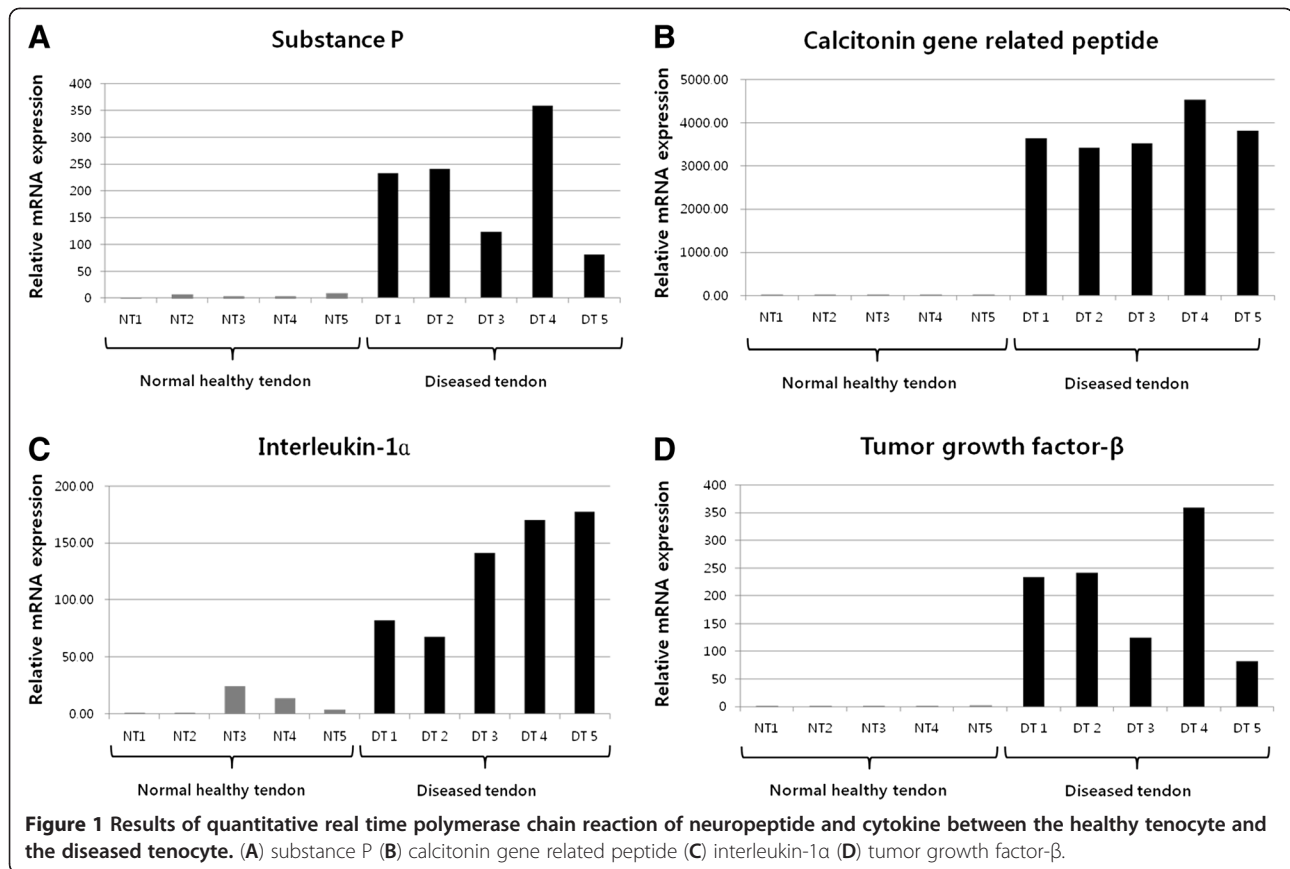 A
Substance P
Relative mRNA expression
400
350
300
250
200
150
100
50
0
NT1 NT2 NT3 NT4 NT5 DT 1 DT 2 DT 3 DT 4 DT 5
Normal healthy tendon Diseased tendon
B
Calcitonin gene related peptide
Relative mRNA expression
5000.00
4000.00
3000.00
2000.00
1000.00
0.00
NT1 NT2 NT3 NT4 NT5 DT 1 DT 2 DT 3 DT 4 DT 5
Normal healthy tendon Diseased tendon
C
Interleukin-1α
Relative mRNA expression
200.00
150.00
100.00
50.00
0.00
NT1 NT2 NT3 NT4 NT5 DT 1 DT 2 DT 3 DT 4 DT 5
Normal healthy tendon Diseased tendon
D
Tumor growth factor-β
Relative mRNA expression
400
350
300
250
200
150
100
50
0
NT1 NT2 NT3 NT4 NT5 DT 1 DT 2 DT 3 DT 4 DT 5
Normal healthy tendon Diseased tendon
Figure 1 Results of quantitative real time polymerase chain reaction of neuropeptide and cytokine between the healthy tenocyte and
the diseased tenocyte. (A) substance P (B) calcitonin gene related peptide (C) interleukin-1α (D) tumor growth factor-β.